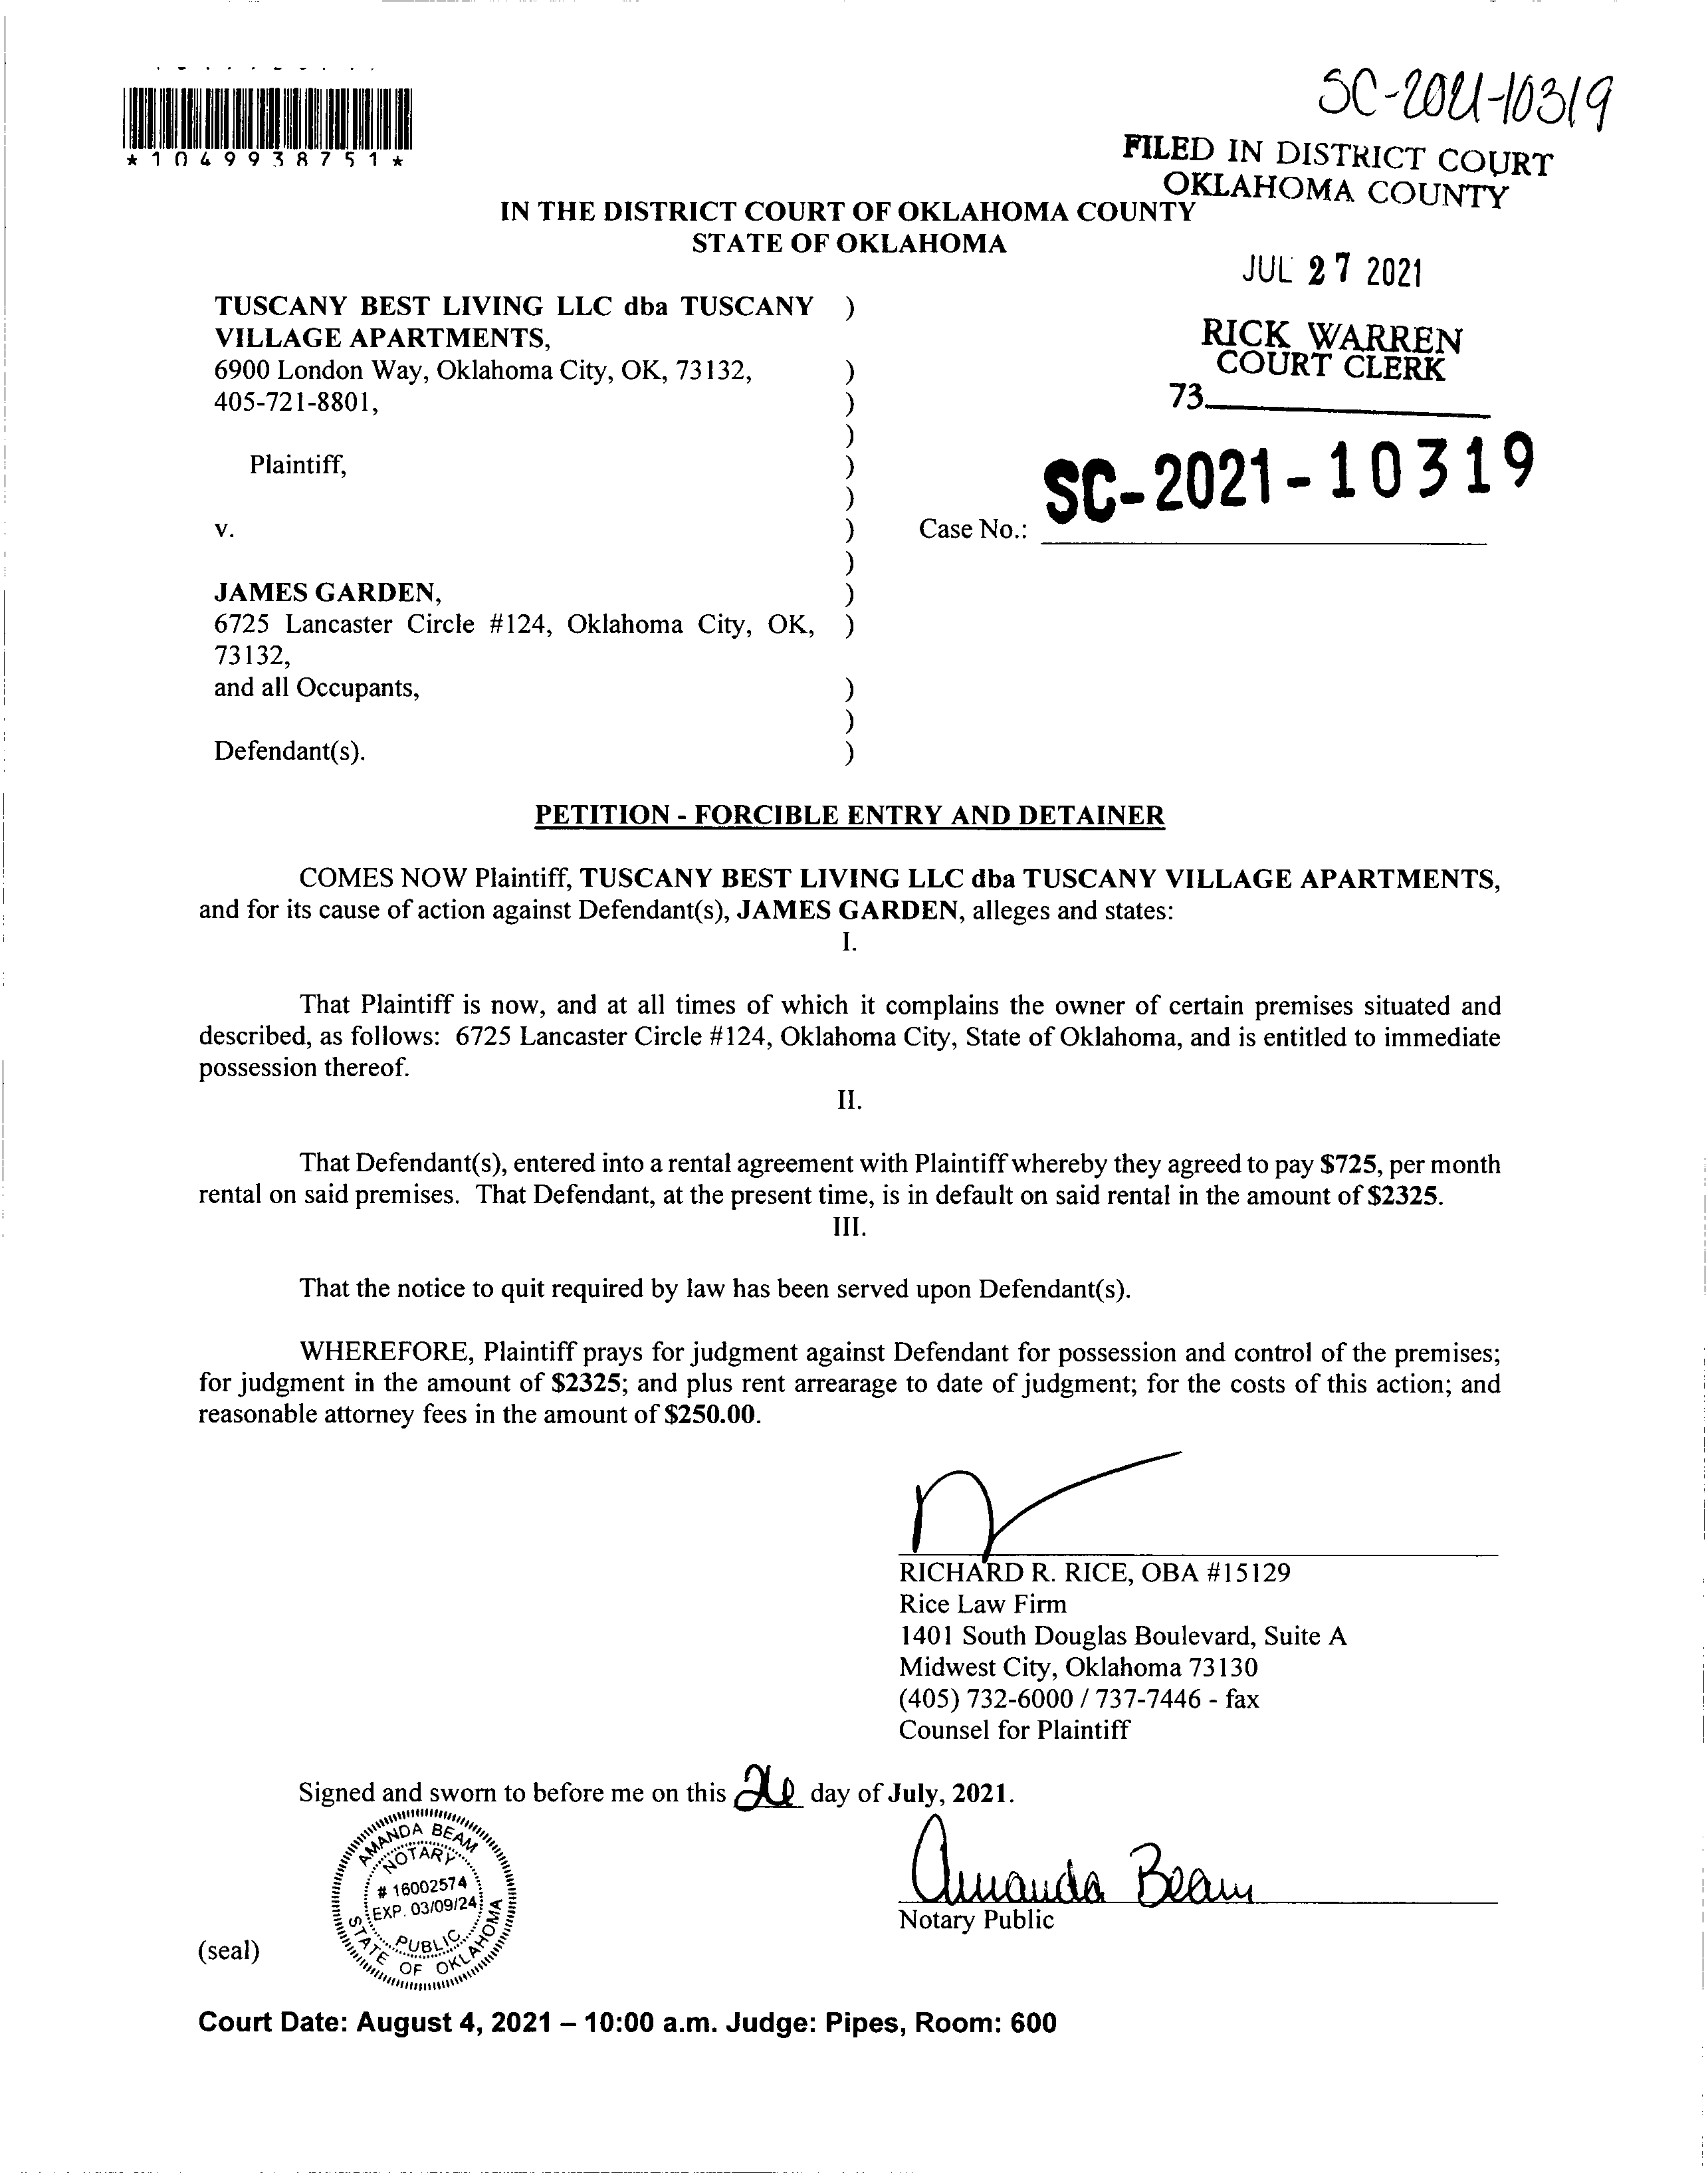 SC-2021-10319
*1049938751*
FILED IN DISTRICT COURT
OKLAHOMA COUNTY
IN THE DISTRICT COURT OF OKLAHOMA COUNTY
STATE OF OKLAHOMA
JUL 27 2021
TUSCANY BEST LIVING LLC dba TUSCANY )
VILLAGE APARTMENTS,
6900 London Way, Oklahoma City, OK, 73132, )
405-721-8801, )
)
Plaintiff, )
)
v. )
)
JAMES GARDEN, )
6725 Lancaster Circle #124, Oklahoma City, OK, )
73132,
and all Occupants, )
)
Defendant(s). )
RICK WARREN
COURT CLERK
73
SC-2021-10319
Case No.:
PETITION - FORCIBLE ENTRY AND DETAINER
COMES NOW Plaintiff, TUSCANY BEST LIVING LLC dba TUSCANY VILLAGE APARTMENTS,
and for its cause of action against Defendant(s), JAMES GARDEN, alleges and states:
I.
That Plaintiff is now, and at all times of which it complains the owner of certain premises situated and
described, as follows: 6725 Lancaster Circle #124, Oklahoma City, State of Oklahoma, and is entitled to immediate
possession thereof.
II.
That Defendant(s), entered into a rental agreement with Plaintiff whereby they agreed to pay $725, per month
rental on said premises. That Defendant, at the present time, is in default on said rental in the amount of $2325.
III.
That the notice to quit required by law has been served upon Defendant(s).
WHEREFORE, Plaintiff prays for judgment against Defendant for possession and control of the premises;
for judgment in the amount of $2325; and plus rent arrearage to date of judgment; for the costs of this action; and
reasonable attorney fees in the amount of $250.00.
RICHARD R. RICE, OBA #15129
Rice Law Firm
1401 South Douglas Boulevard, Suite A
Midwest City, Oklahoma 73130
(405) 732-6000 / 737-7446 - fax
Counsel for Plaintiff
Signed and sworn to before me on this 26 day of July, 2021.
AMANDA BEAM
NOTARY
# 16002574
EXP. 03/09/24
PUBLIC
STATE OF OKLAHOMA
Amanda Beam
Notary Public
(seal)
Court Date: August 4, 2021 – 10:00 a.m. Judge: Pipes, Room: 600